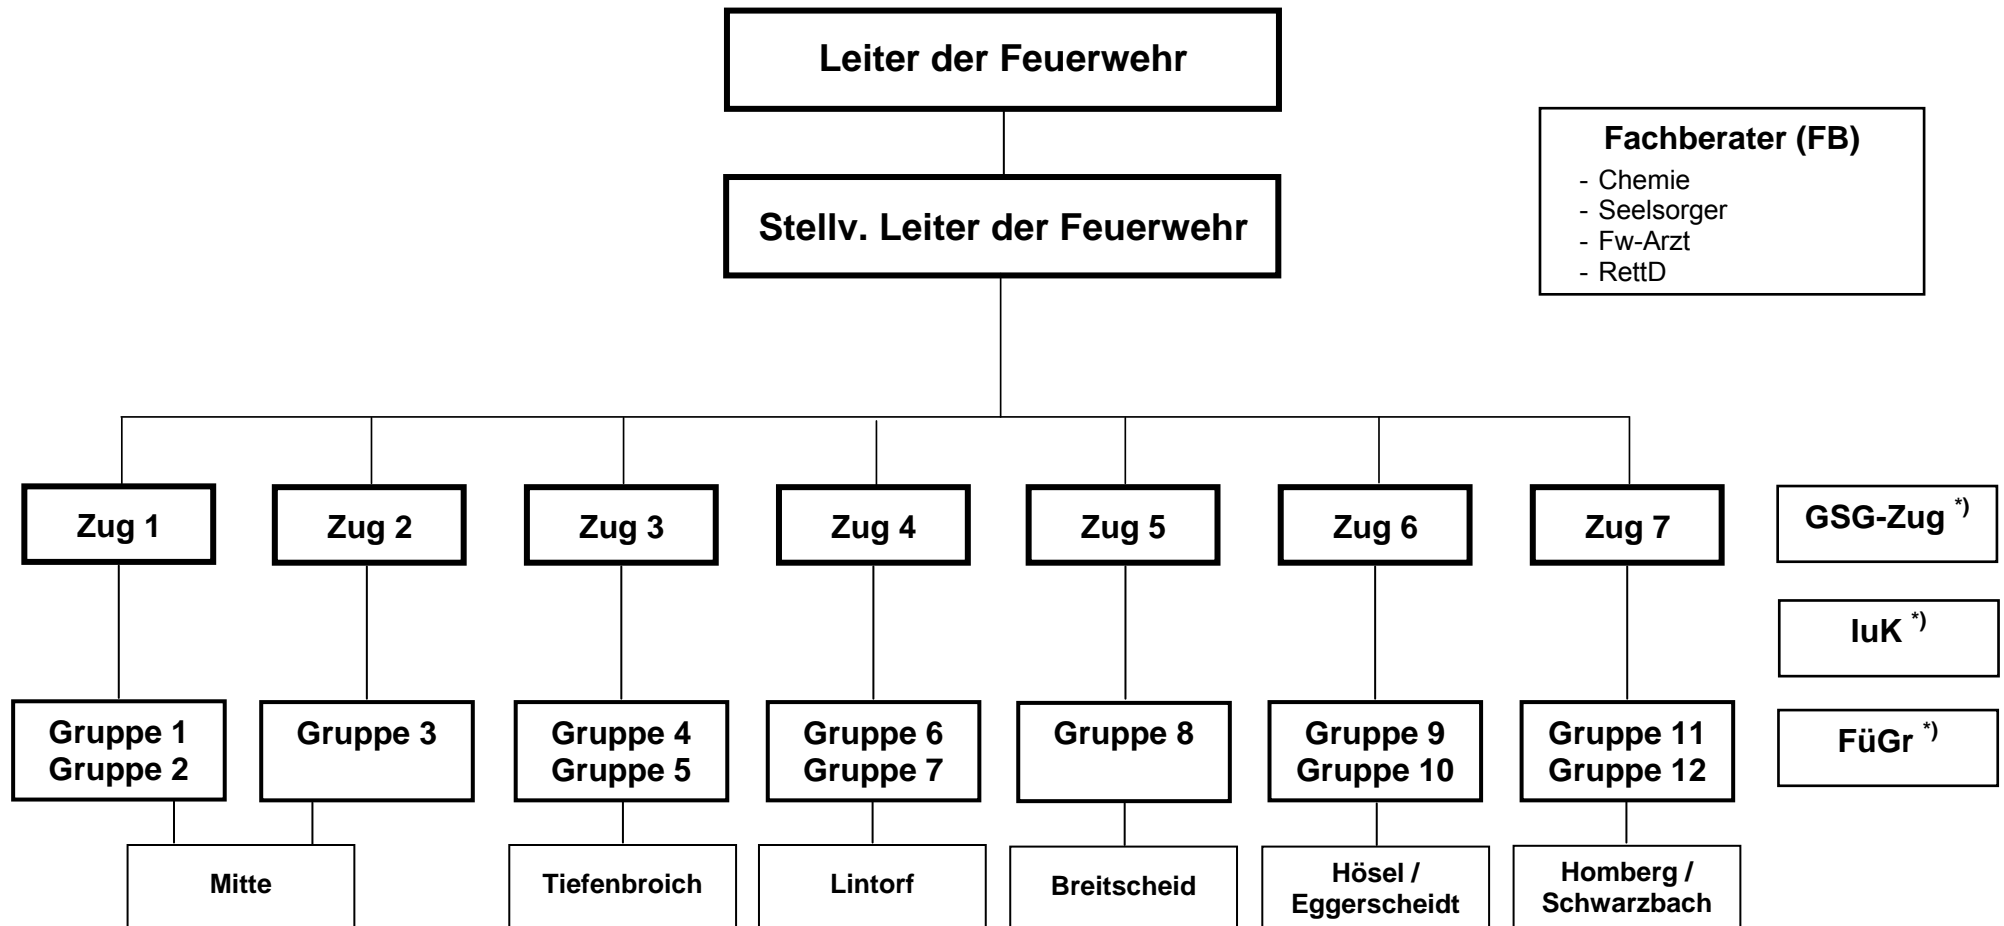 Leiter der Feuerwehr
Fachberater (FB)
- Chemie
- Seelsorger
- Fw-Arzt
- RettD
Stellv. Leiter der Feuerwehr
Zug 1
Zug 2
Zug 3
Zug 4
Zug 5
Zug 6
Zug 7
GSG-Zug *)
IuK *)
Gruppe 1
Gruppe 2
Gruppe 3
Gruppe 4
Gruppe 5
Gruppe 6
Gruppe 7
Gruppe 8
Gruppe 9
Gruppe 10
Gruppe 11
Gruppe 12
FüGr *)
Mitte
Tiefenbroich
Lintorf
Breitscheid
Hösel /
Eggerscheidt
Homberg /
Schwarzbach